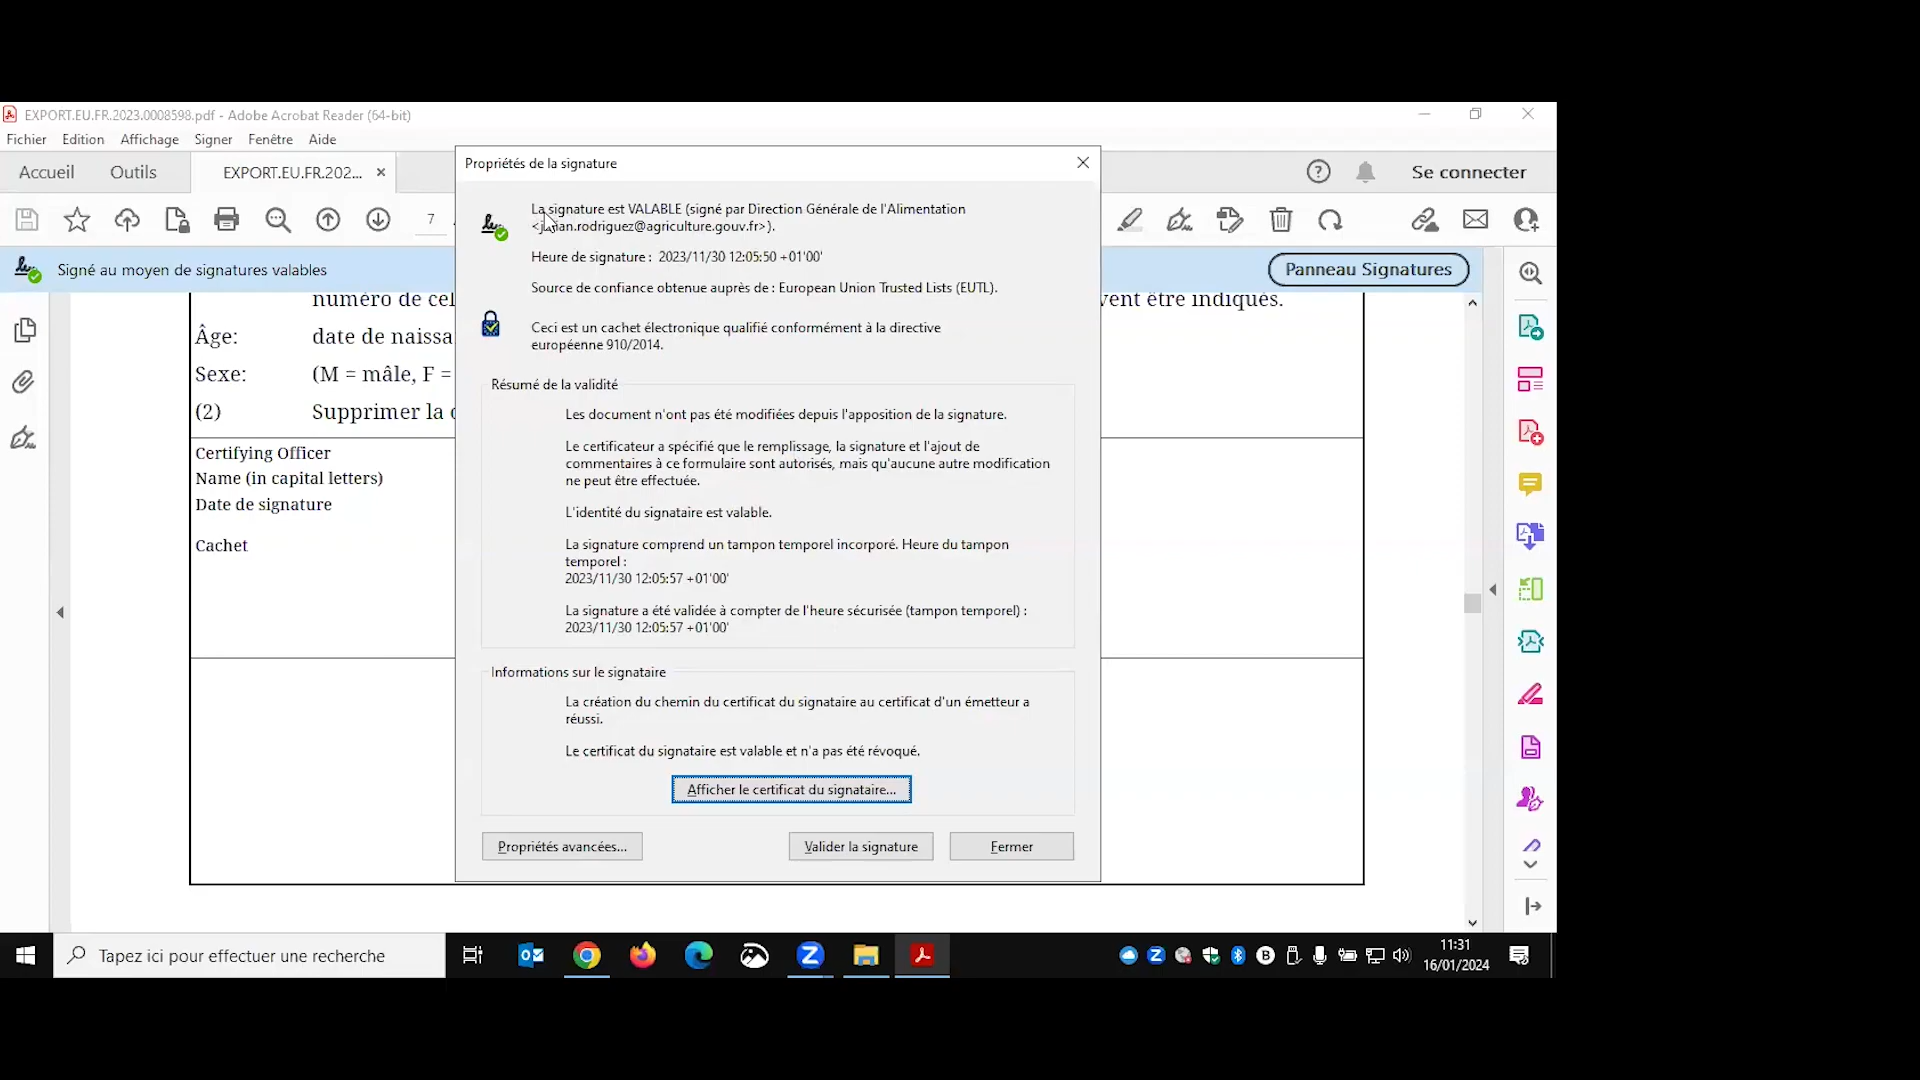 EXPORT.EU.FR.2023.0008598.pdf - Adobe Acrobat Reader (64-bit)
Fichier Edition Affichage Signer Fenêtre Aide
Accueil Outils EXPORT.EU.FR.202... Se connecter
7
Signé au moyen de signatures valables
Panneau Signatures
numéro de cel
vent être indiqués.
Âge: date de naissa
Sexe: (M = mâle, F =
(2) Supprimer la
Certifying Officer
Name (in capital letters)
Date de signature
Cachet
Propriétés de la signature
La signature est VALABLE (signé par Direction Générale de l'Alimentation
rodriguez@agriculture.gouv.fr>).
Heure de signature : 2023/11/30 12:05:50 +01'00'
Source de confiance obtenue auprès de : European Union Trusted Lists (EUTL).
Ceci est un cachet électronique qualifié conformément à la directive
européenne 910/2014.
Résumé de la validité
Les document n'ont pas été modifiées depuis l'apposition de la signature.
Le certificateur a spécifié que le remplissage, la signature et l'ajout de
commentaires à ce formulaire sont autorisés, mais qu'aucune autre modification
ne peut être effectuée.
L'identité du signataire est valable.
La signature comprend un tampon temporel incorporé. Heure du tampon
temporel :
2023/11/30 12:05:57 +01'00'
La signature a été validée à compter de l'heure sécurisée (tampon temporel) :
2023/11/30 12:05:57 +01'00'
Informations sur le signataire
La création du chemin du certificat du signataire au certificat d'un émetteur a
réussi.
Le certificat du signataire est valable et n'a pas été révoqué.
Afficher le certificat du signataire...
Propriétés avancées... Valider la signature Fermer
Tapez ici pour effectuer une recherche
11:31
16/01/2024